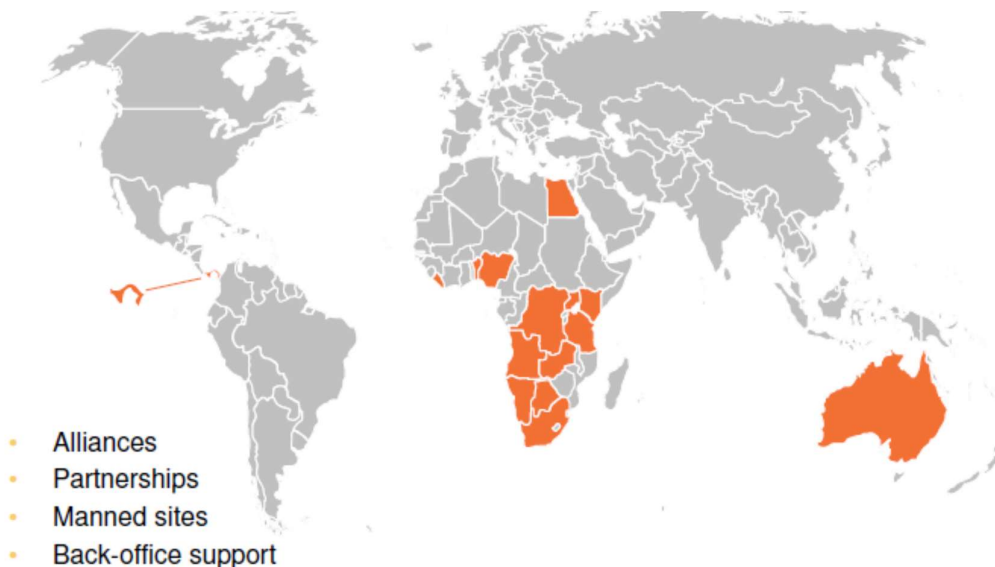 • Alliances
• Partnerships
• Manned sites
• Back-office support